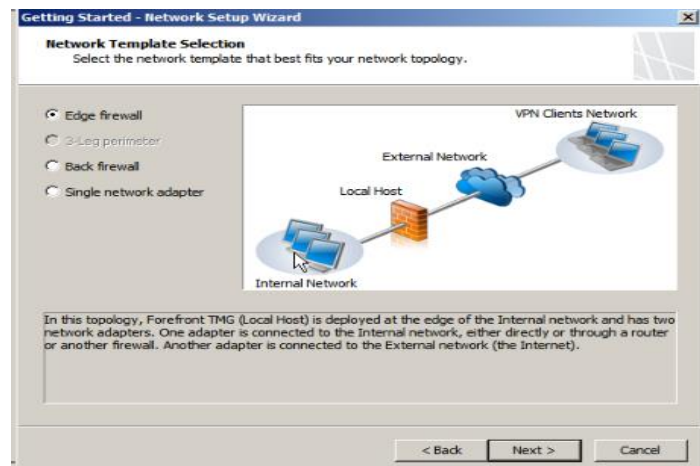 Getting Started - Network Setup Wizard
Network Template Selection
Select the network template that best fits your network topology.
Edge firewall
3-Leg perimeter
Back firewall
Single network adapter
VPN Clients Network
External Network
Local Host
Internal Network
In this topology, Forefront TMG (Local Host) is deployed at the edge of the Internal network and has two
network adapters. One adapter is connected to the Internal network, either directly or through a router
or another firewall. Another adapter is connected to the External network (the Internet).
< Back
Next >
Cancel